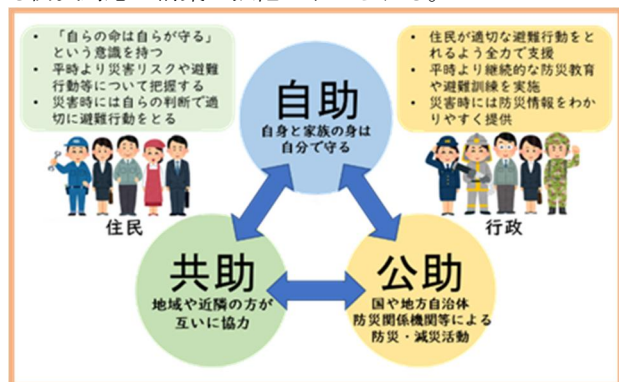 • 「自らの命は自らが守る」
という意識を持つ
• 平時より災害リスクや避難
行動等について把握する
• 災害時には自らの判断で適
切に避難行動をとる
• 住民が適切な避難行動をと
れるよう全力で支援
• 平時より継続的な防災教育
や避難訓練を実施
• 災害時には防災情報をわか
りやすく提供
自助
自身と家族の身は
自分で守る
住民
行政
共助
地域や近隣の方が
互いに協力
公助
国や地方自治体
防災関係機関等による
防災・減災活動